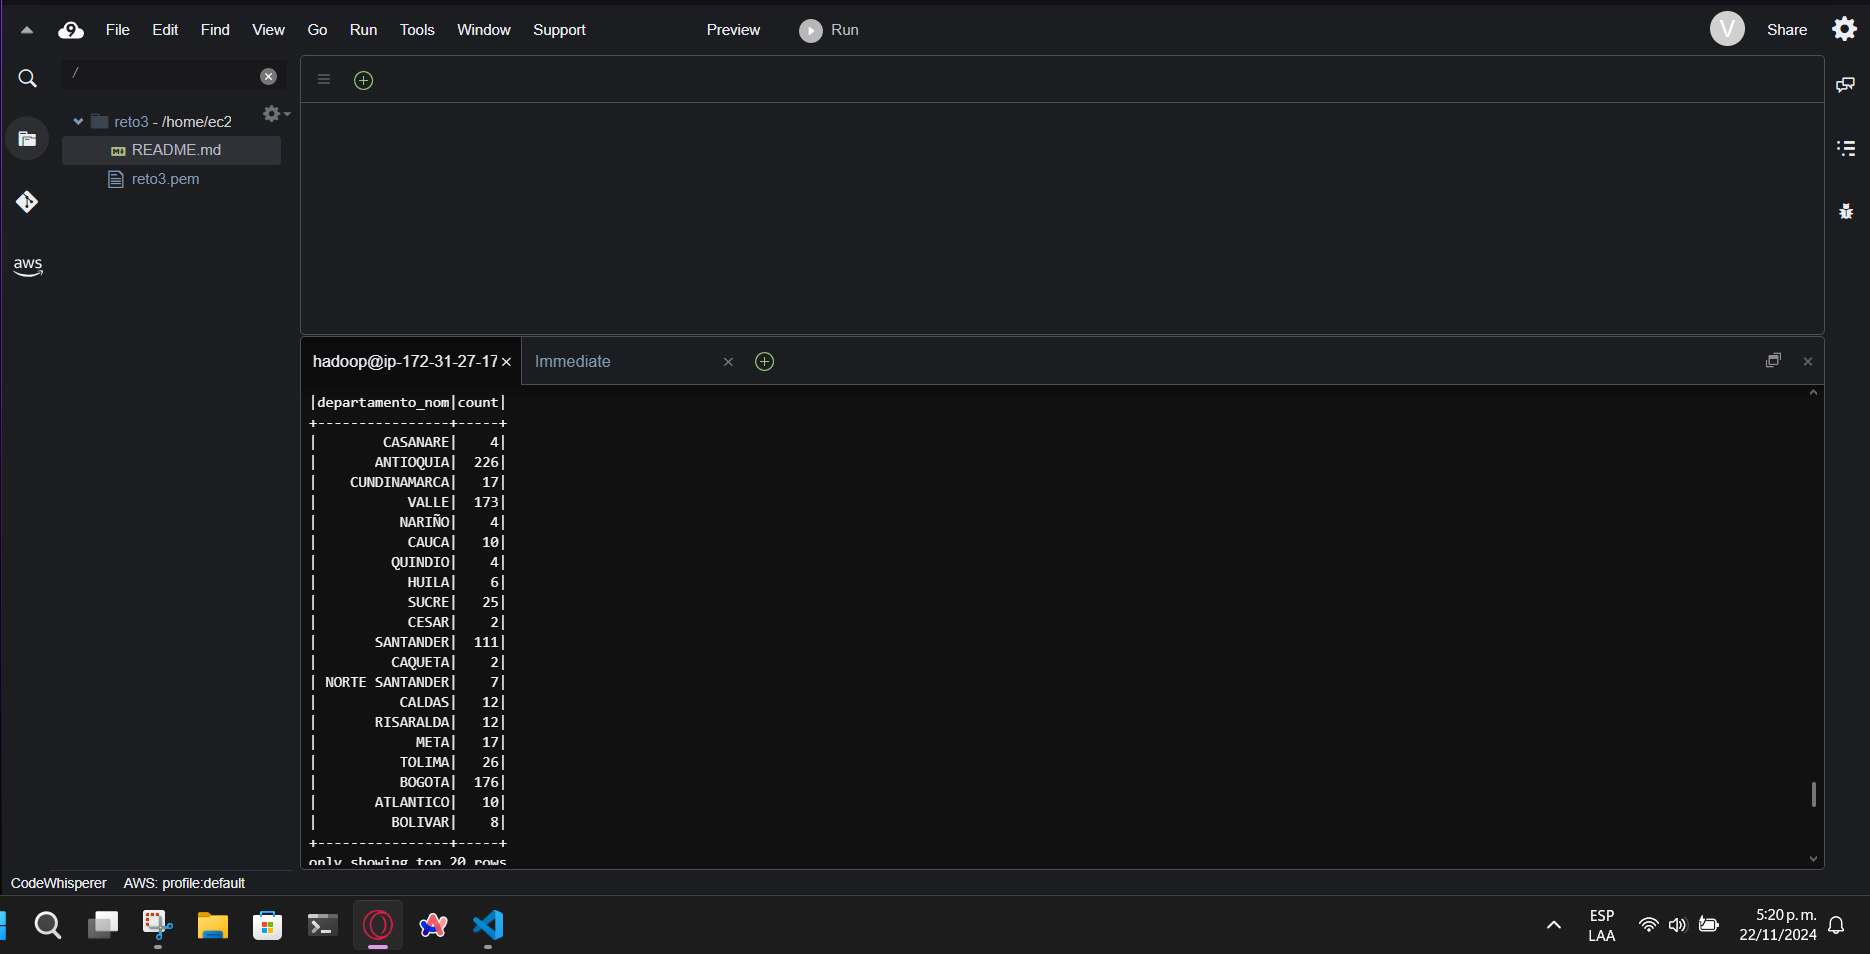 9 File Edit Find View Go Run Tools Window Support Preview Run V Share
/
reto3 - /home/ec2
README.md
reto3.pem
aws
hadoop@ip-172-31-27-17 Immediate
|departamento_nom|count|
+----------------+-----+
|        CASANARE|    4|
|       ANTIOQUIA|  226|
|    CUNDINAMARCA|   17|
|           VALLE|  173|
|          NARIÑO|    4|
|           CAUCA|   10|
|         QUINDIO|    4|
|           HUILA|    6|
|           SUCRE|   25|
|           CESAR|    2|
|       SANTANDER|  111|
|         CAQUETA|    2|
| NORTE SANTANDER|    7|
|          CALDAS|   12|
|       RISARALDA|   12|
|            META|   17|
|          TOLIMA|   26|
|          BOGOTA|  176|
|       ATLANTICO|   10|
|         BOLIVAR|    8|
+----------------+-----+
only showing top 20 rows
CodeWhisperer AWS: profile:default
ESP
LAA
5:20 p. m.
22/11/2024